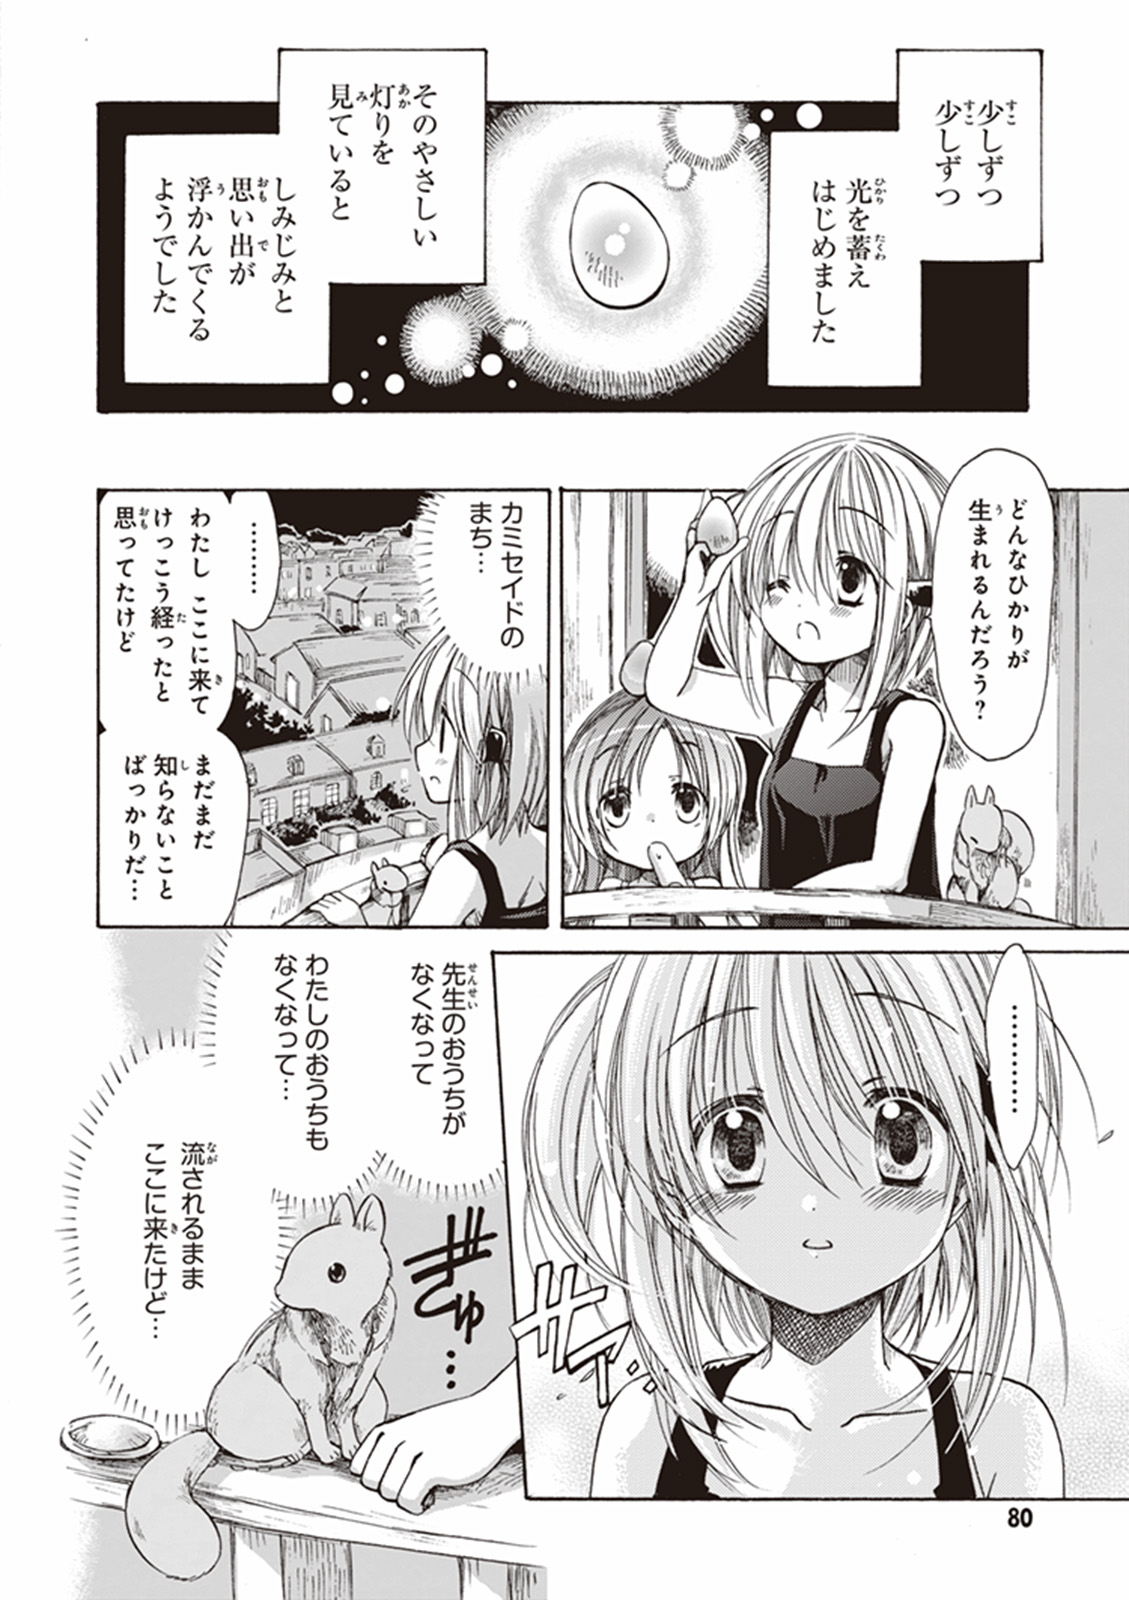 少しずつ
少しずつ
光を蓄え
はじめました
そのやさしい
灯りを
見ていると
しみじみと
思い出が
浮かんでくる
ようでした
どんなひかりが
生まれるんだろう?
カミセイドの
まち…
………
わたし ここに来て
けっこう経ったと
思ってたけど
まだまだ
知らないこと
ばっかりだ…
………
ザアッ…
先生のおうちが
なくなって
わたしのおうちも
なくなって…
流されるまま
ここに来たけど…
ぎゅ…
80